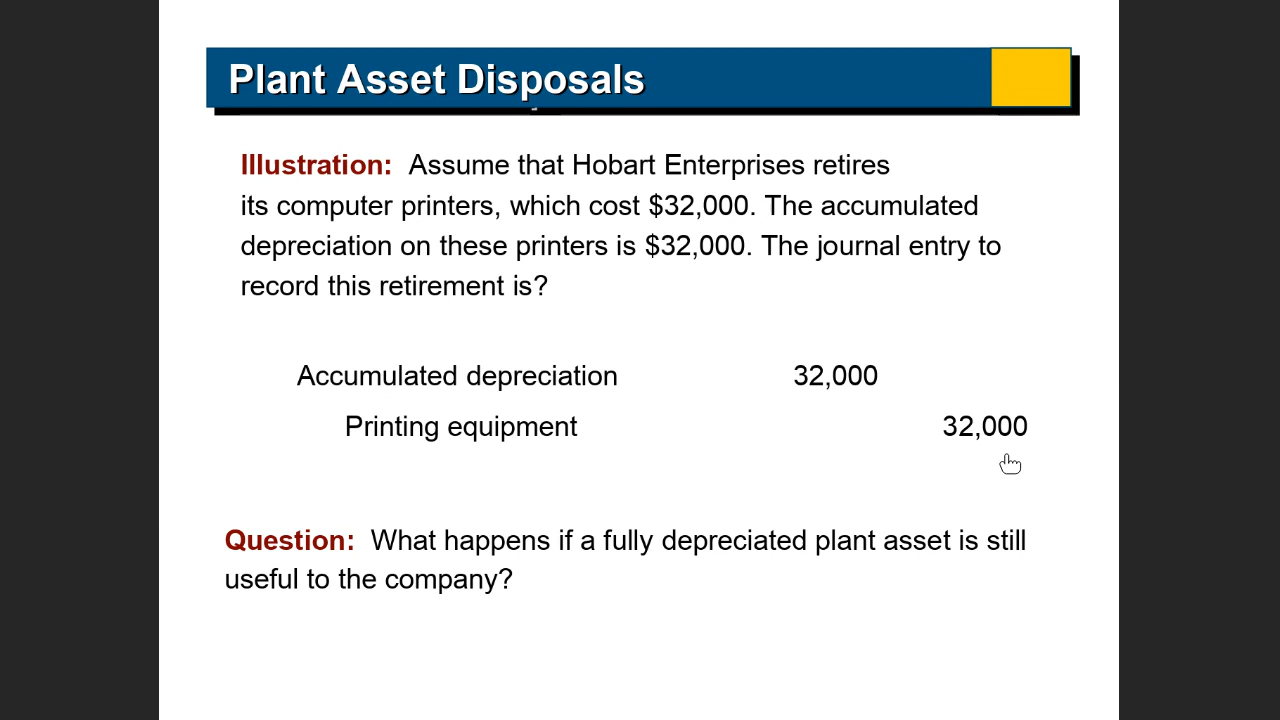 Plant Asset Disposals
Illustration: Assume that Hobart Enterprises retires
its computer printers, which cost $32,000. The accumulated
depreciation on these printers is $32,000. The journal entry to
record this retirement is?
Accumulated depreciation 32,000
Printing equipment 32,000
Question: What happens if a fully depreciated plant asset is still
useful to the company?